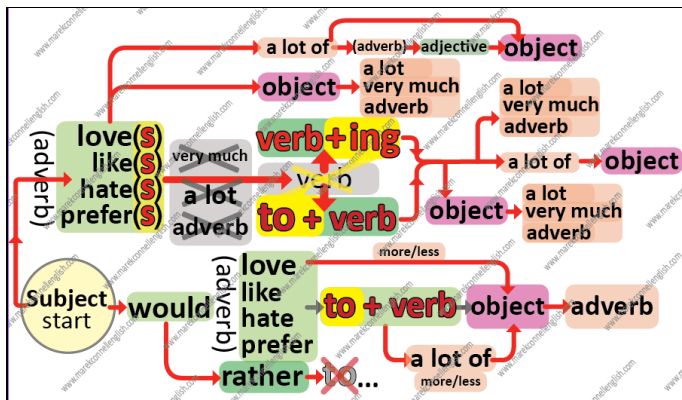 a lot of
(adverb)
adjective
object
object
a lot
very much
adverb
(adverb)
love(s)
like(s)
hate(s)
prefer(s)
very much
a lot
adverb
verb+ing
verb
to + verb
a lot
very much
adverb
a lot of
object
object
a lot
very much
adverb
Subject
start
would
(adverb)
love
like
hate
prefer
more/less
to + verb
object
adverb
a lot of
more/less
rather
to...
www.marekconnellenglish.com